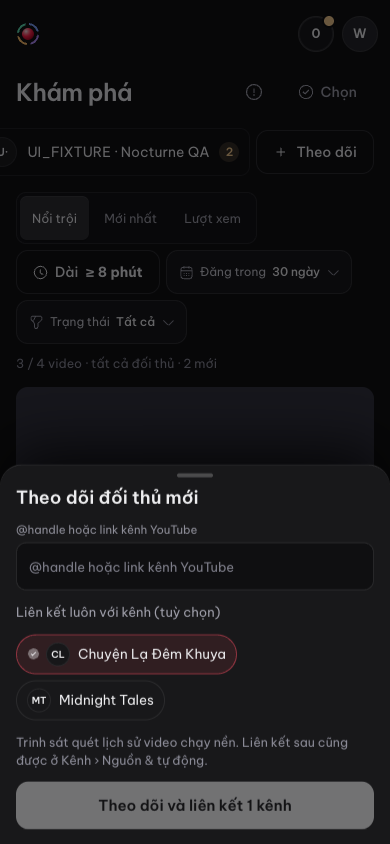 0 W
Khám phá Chọn
UI_FIXTURE · Nocturne QA 2 + Theo dõi
Nổi trội Mới nhất Lượt xem
Dài ≥ 8 phút Đăng trong 30 ngày
Trạng thái Tất cả
3 / 4 video · tất cả đối thủ · 2 mới
Theo dõi đối thủ mới
@handle hoặc link kênh YouTube
@handle hoặc link kênh YouTube
Liên kết luôn với kênh (tuỳ chọn)
CL Chuyện Lạ Đêm Khuya
MT Midnight Tales
Trinh sát quét lịch sử video chạy nền. Liên kết sau cũng
được ở Kênh › Nguồn & tự động.
Theo dõi và liên kết 1 kênh